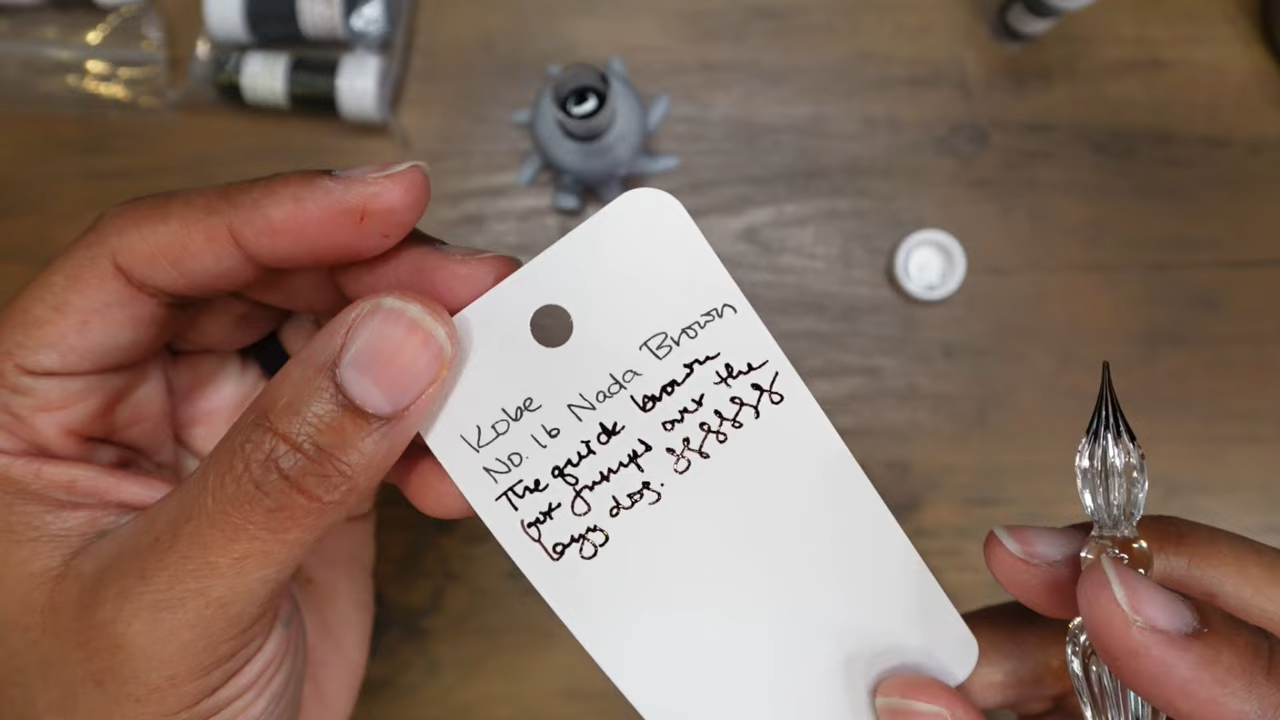 Kobe
No. 16 Nada Brown
The quick brown
fox jumps over the
lazy dog.